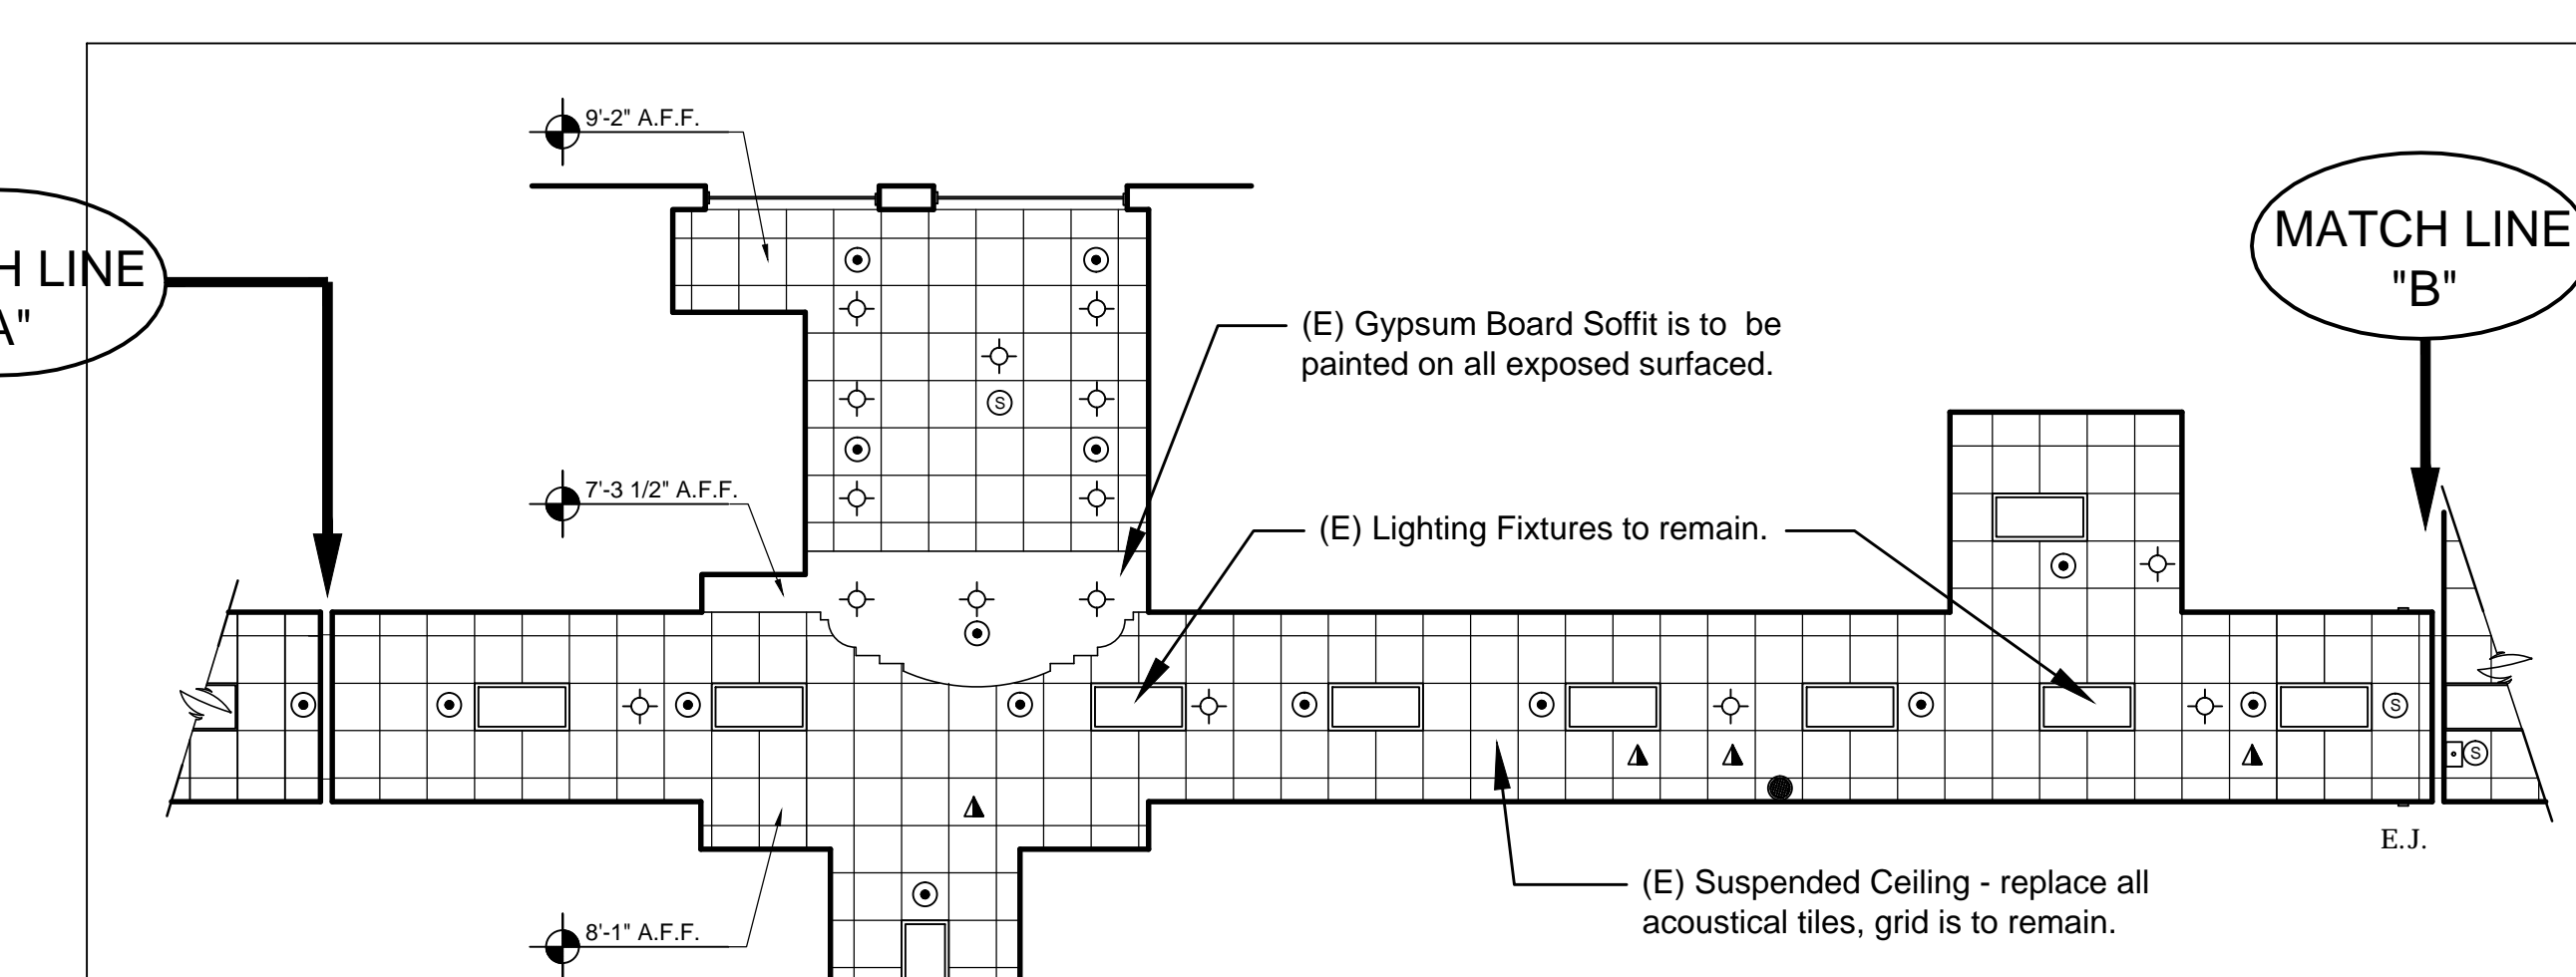 9'-2" A.F.F.
MATCH LINE
"B"
H LINE
A"
(E) Gypsum Board Soffit is to  be
painted on all exposed surfaced.
S
7'-3 1/2" A.F.F.
(E) Lighting Fixtures to remain.
S
S
E.J.
(E) Suspended Ceiling - replace all
acoustical tiles, grid is to remain.
8'-1" A.F.F.